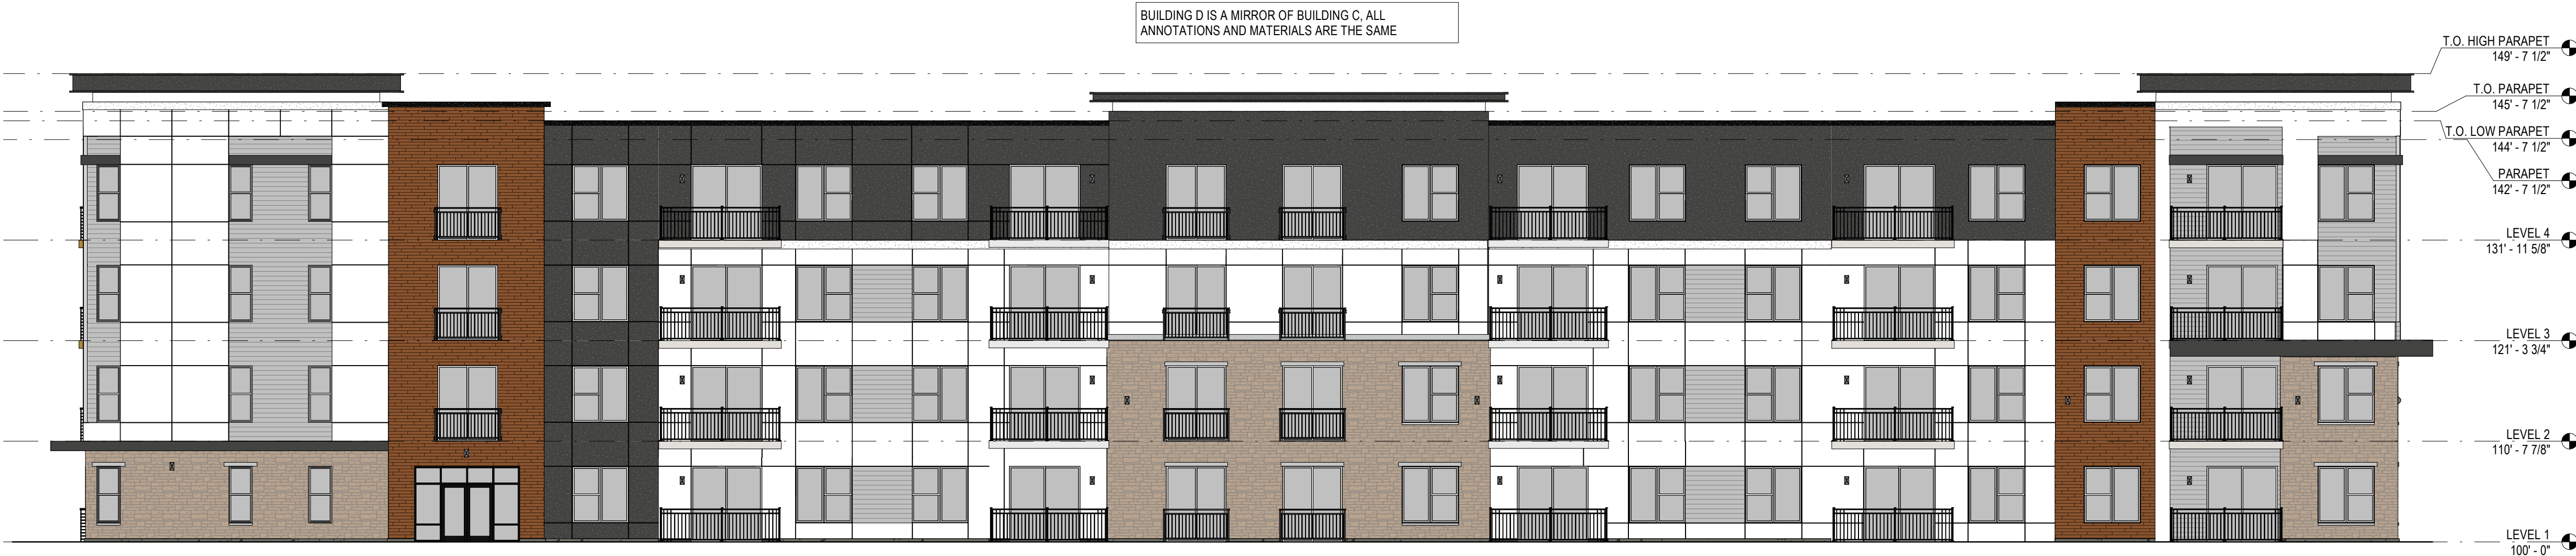 BUILDING D IS A MIRROR OF BUILDING C, ALL
ANNOTATIONS AND MATERIALS ARE THE SAME
T.O. HIGH PARAPET
149' - 7 1/2"
T.O. PARAPET
145' - 7 1/2"
T.O. LOW PARAPET
144' - 7 1/2"
PARAPET
142' - 7 1/2"
LEVEL 4
131' - 11 5/8"
LEVEL 3
121' - 3 3/4"
LEVEL 2
110' - 7 7/8"
LEVEL 1
100' - 0"